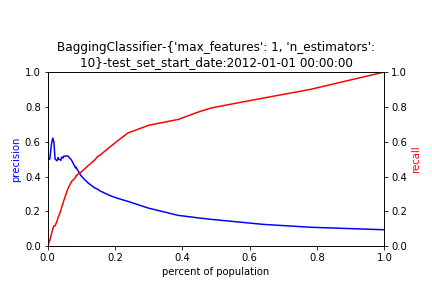 BaggingClassifier-{'max_features': 1, 'n_estimators':
10}-test_set_start_date:2012-01-01 00:00:00
1.0
0.8
0.6
0.4
0.2
0.0
precision
1.0
0.8
0.6
0.4
0.2
0.0
recall
0.0 0.2 0.4 0.6 0.8 1.0
percent of population